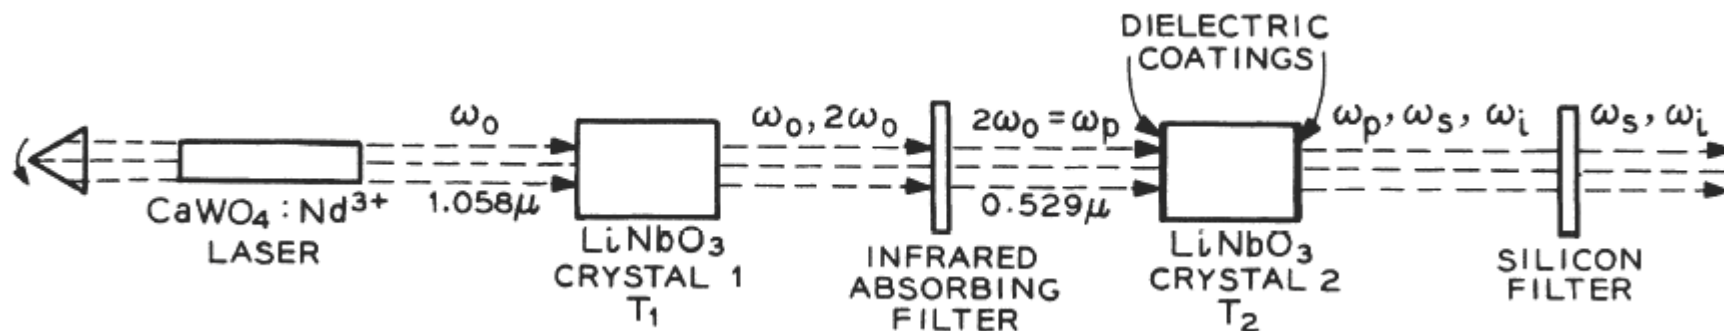 DIELECTRIC
COATINGS
ω₀
ω₀, 2ω₀
2ω₀ = ωₚ
ωₚ, ωₛ, ωᵢ
ωₛ, ωᵢ
1.058μ
0.529μ
CaWO₄ : Nd³⁺
LASER
LiNbO₃
CRYSTAL 1
T₁
INFRARED
ABSORBING
FILTER
LiNbO₃
CRYSTAL 2
T₂
SILICON
FILTER